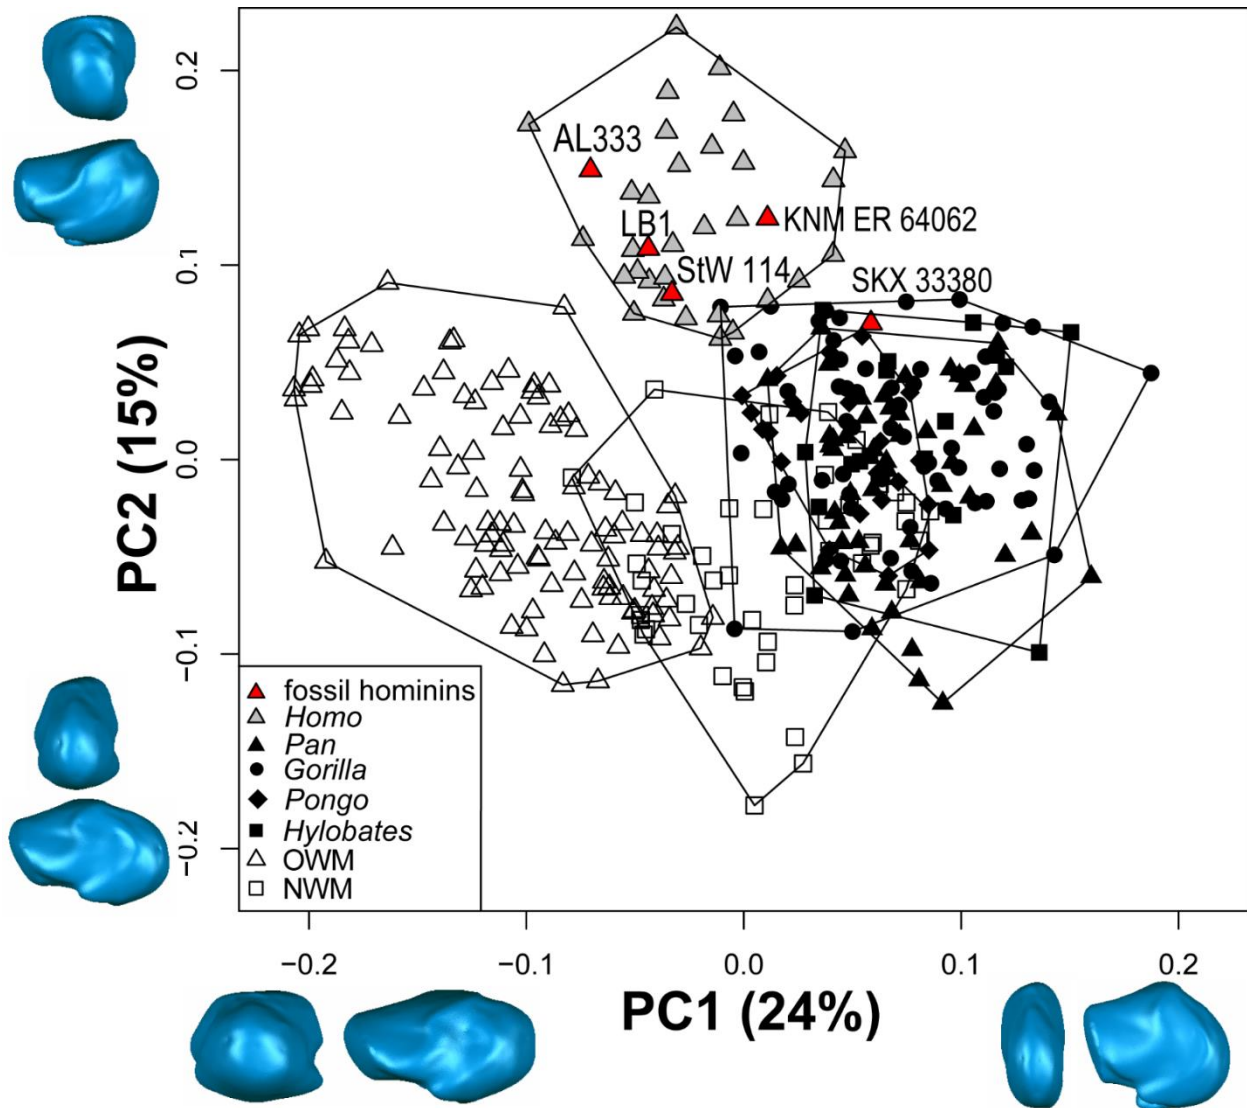 0.2
0.1
0.0
−0.1
−0.2
PC2 (15%)
AL333
LB1
KNM ER 64062
StW 114
SKX 33380
fossil hominins
Homo
Pan
Gorilla
Pongo
Hylobates
OWM
NWM
−0.2 −0.1 0.0 0.1 0.2
PC1 (24%)